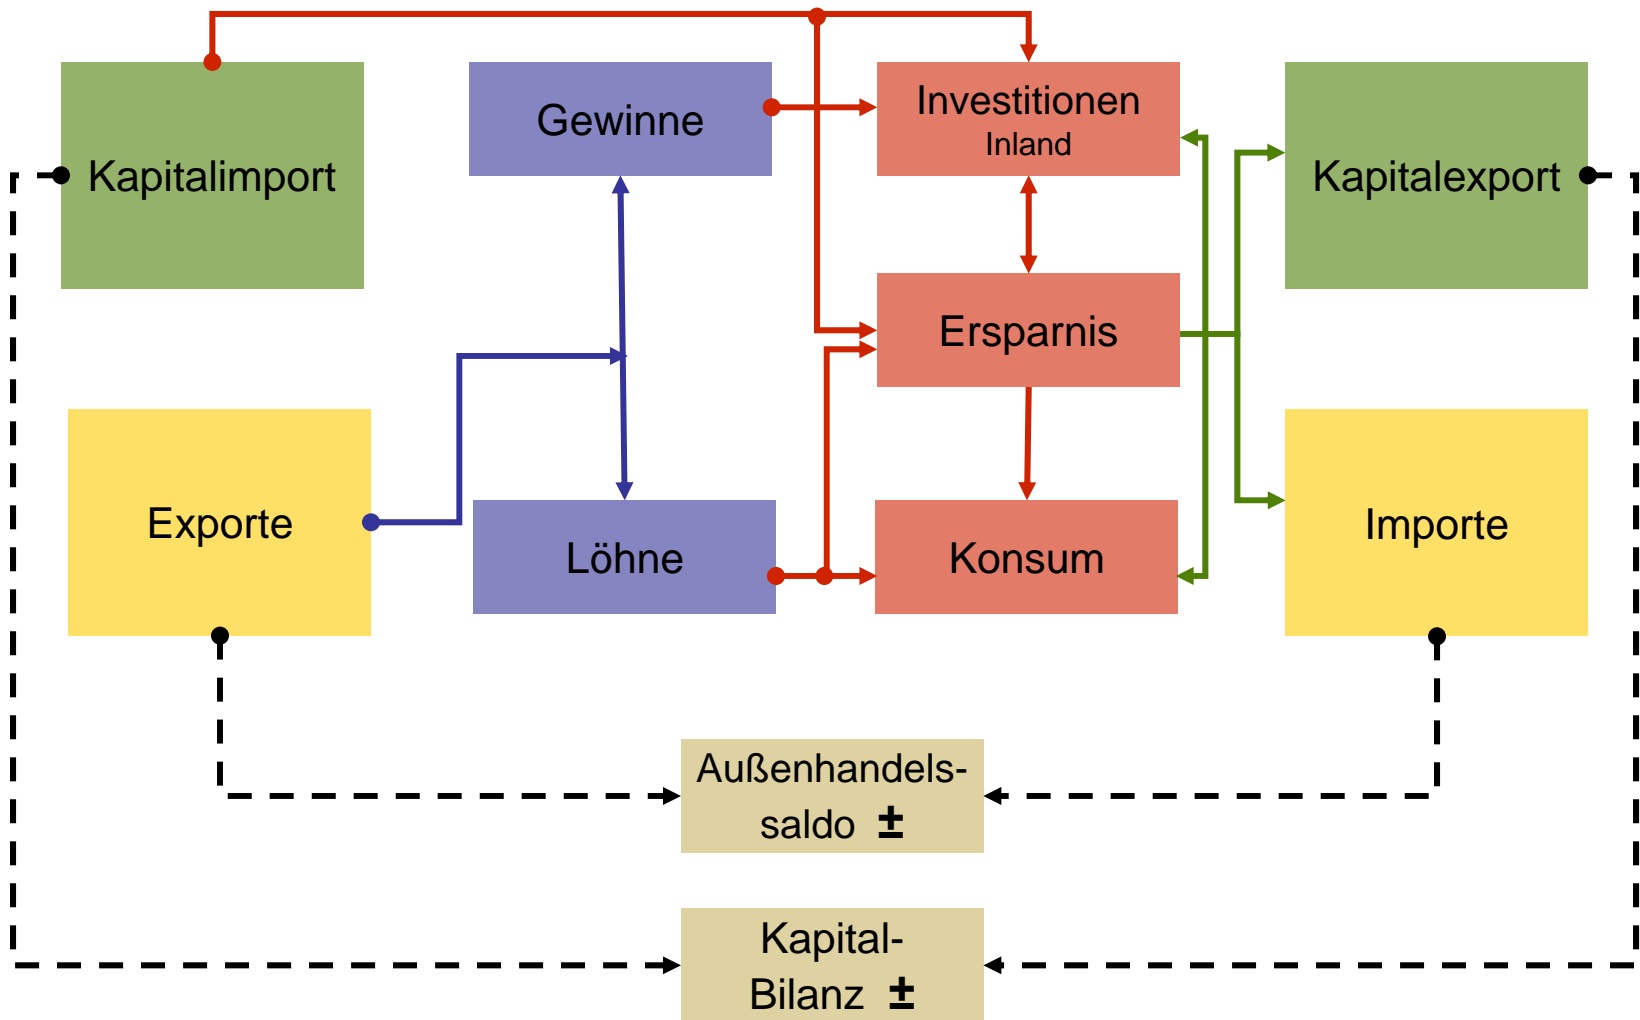 Kapitalimport
Gewinne
Investitionen
Inland
Kapitalexport
Ersparnis
Exporte
Löhne
Konsum
Importe
Außenhandels-
saldo ±
Kapital-
Bilanz ±